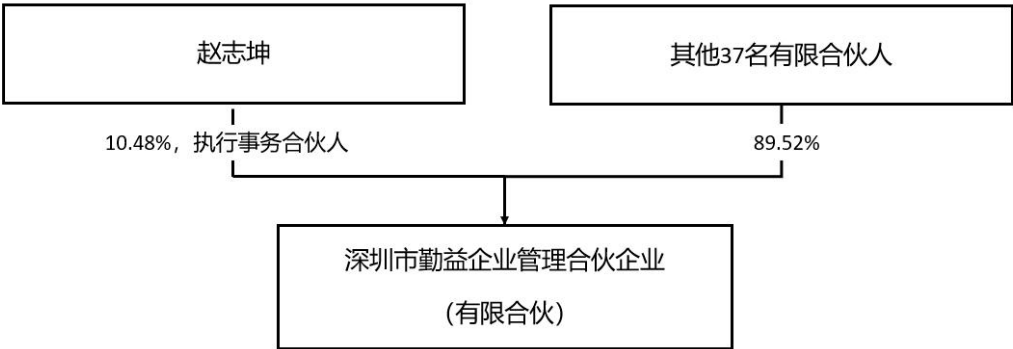 赵志坤
其他37名有限合伙人
10.48%，执行事务合伙人
89.52%
深圳市勤益企业管理合伙企业
（有限合伙）